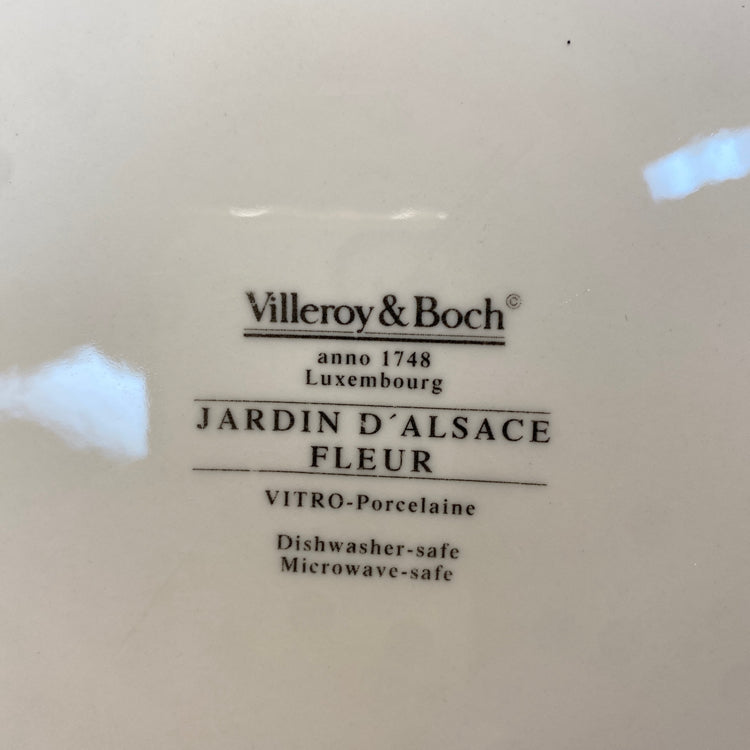 Villeroy & Boch©
anno 1748
Luxembourg
JARDIN D´ALSACE
FLEUR
VITRO-Porcelaine
Dishwasher-safe
Microwave-safe